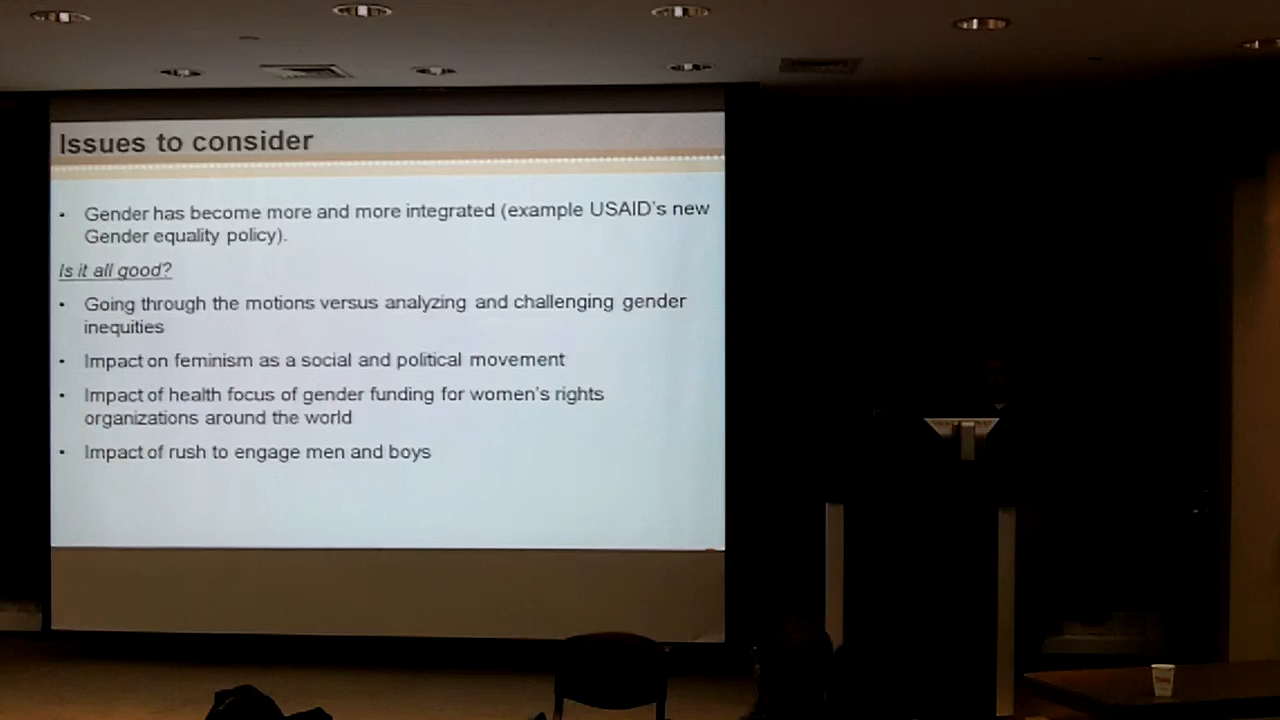 Issues to consider
• Gender has become more and more integrated (example USAID's new
Gender equality policy).
Is it all good?
• Going through the motions versus analyzing and challenging gender
inequities
• Impact on feminism as a social and political movement
• Impact of health focus of gender funding for women's rights
organizations around the world
• Impact of rush to engage men and boys